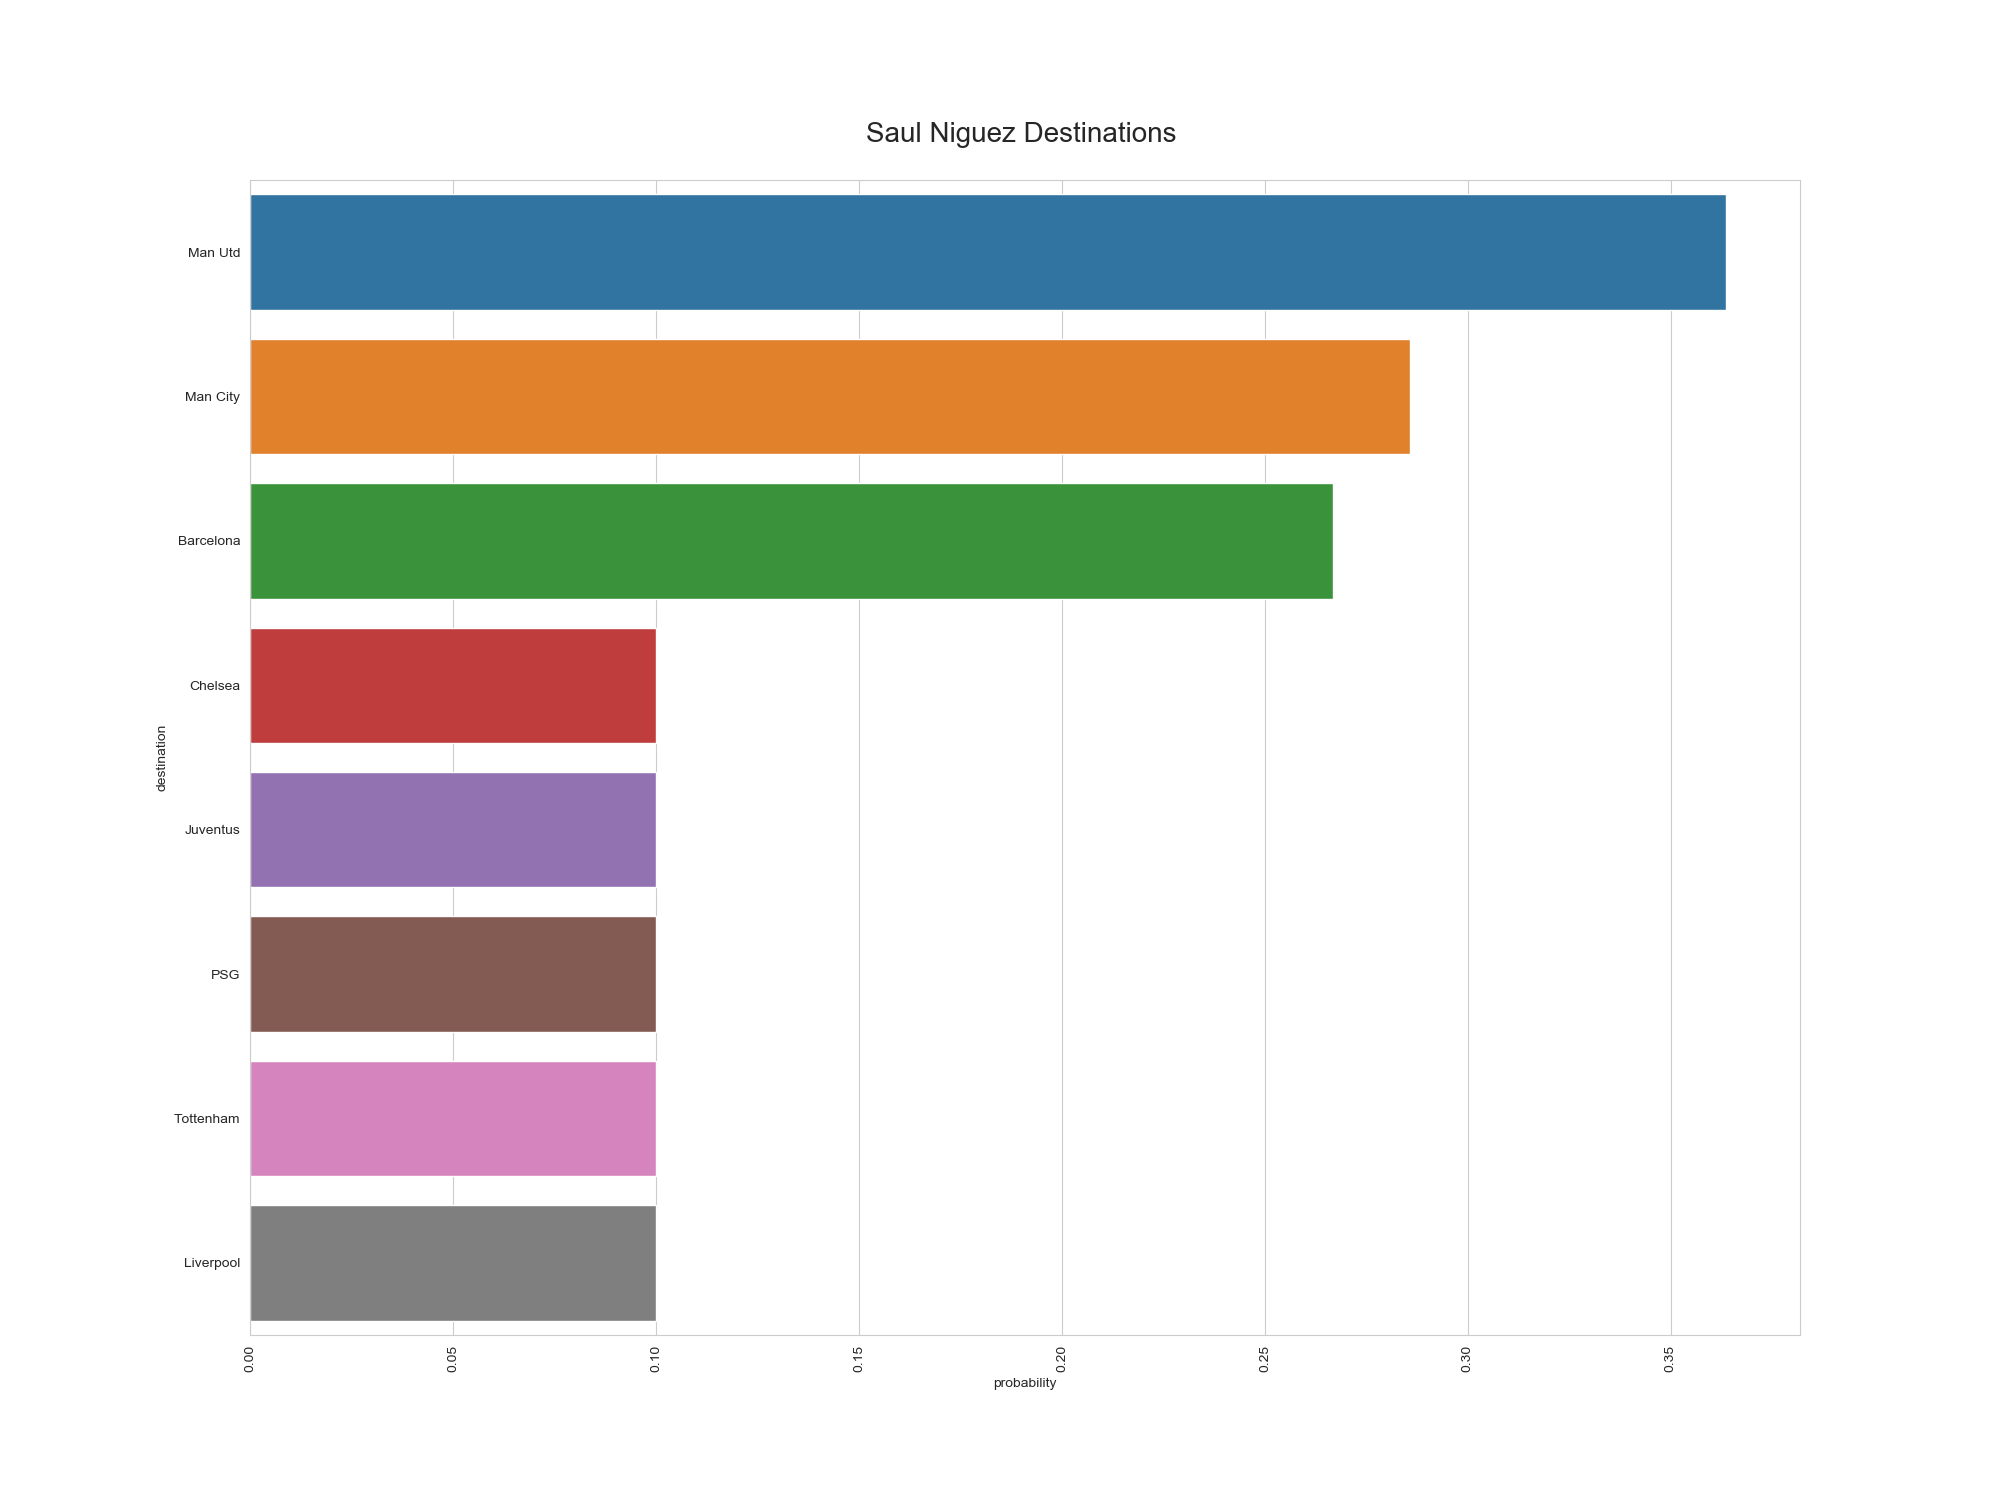 Saul Niguez Destinations
Man Utd
Man City
Barcelona
Chelsea
destination
Juventus
PSG
Tottenham
Liverpool
0.00 0.05 0.10 0.15 0.20 0.25 0.30 0.35
probability